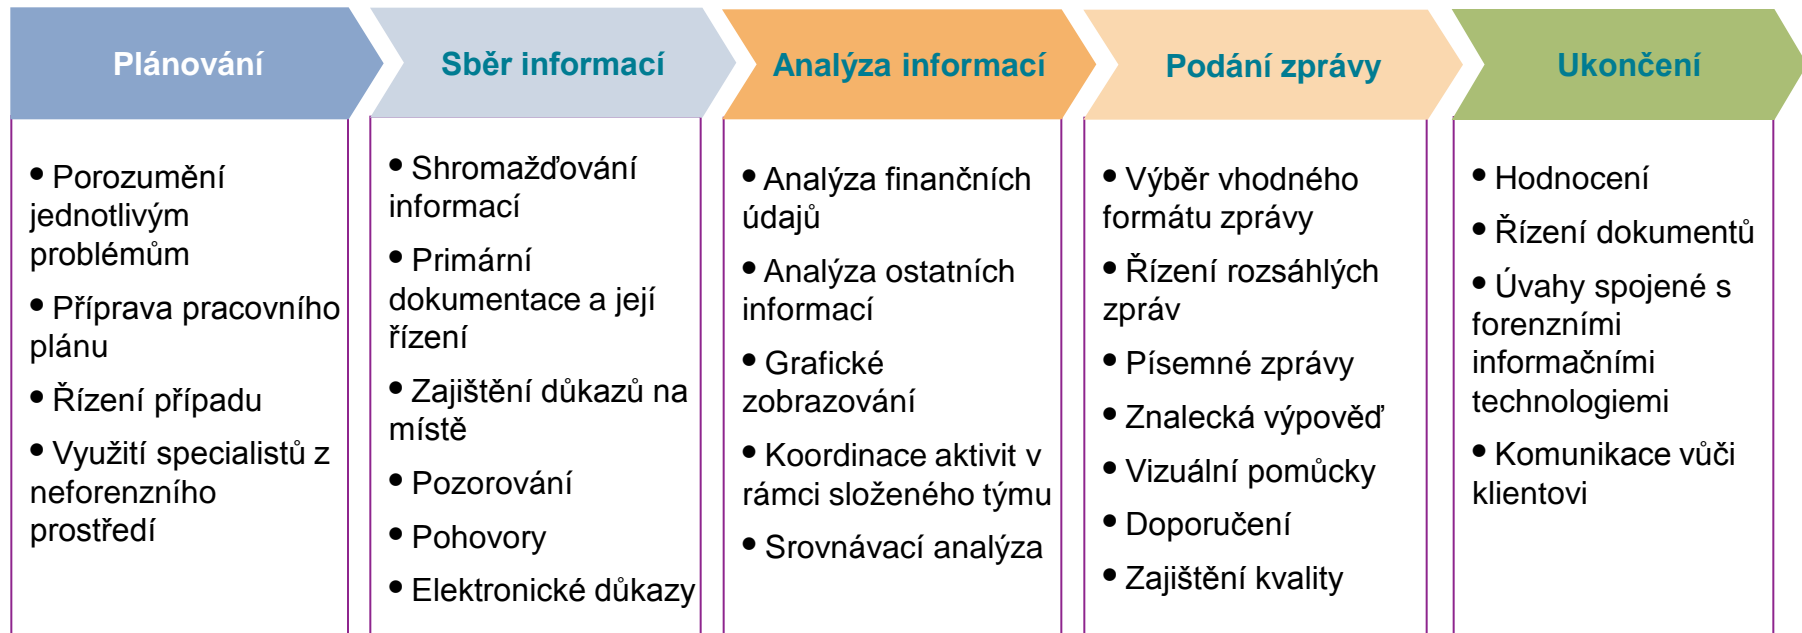 Plánování
• Porozumění
jednotlivým
problémům
• Příprava pracovního
plánu
• Řízení případu
• Využití specialistů z
neforenzního
prostředí
Sběr informací
• Shromažďování
informací
• Primární
dokumentace a její
řízení
• Zajištění důkazů na
místě
• Pozorování
• Pohovory
• Elektronické důkazy
Analýza informací
• Analýza finančních
údajů
• Analýza ostatních
informací
• Grafické
zobrazování
• Koordinace aktivit v
rámci složeného týmu
• Srovnávací analýza
Podání zprávy
• Výběr vhodného
formátu zprávy
• Řízení rozsáhlých
zpráv
• Písemné zprávy
• Znalecká výpověď
• Vizuální pomůcky
• Doporučení
• Zajištění kvality
Ukončení
• Hodnocení
• Řízení dokumentů
• Úvahy spojené s
forenzními
informačními
technologiemi
• Komunikace vůči
klientovi